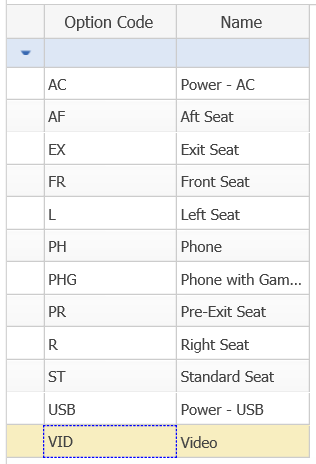 Option Code Name
AC Power - AC
AF Aft Seat
EX Exit Seat
FR Front Seat
L Left Seat
PH Phone
PHG Phone with Gam...
PR Pre-Exit Seat
R Right Seat
ST Standard Seat
USB Power - USB
VID Video